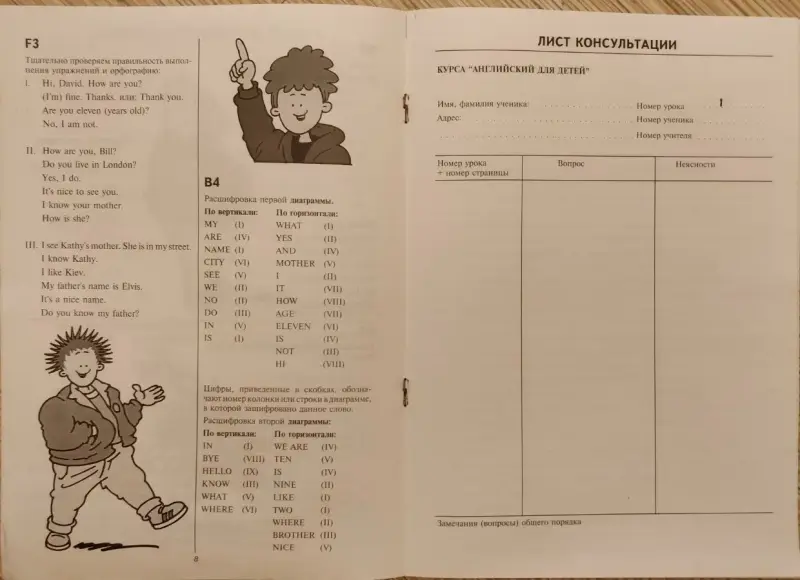 F3
Тщательно проверяем правильность выпол-
нения упражнений и орфографию:
I. Hi, David. How are you?
(I'm) fine. Thanks. или: Thank you.
Are you eleven (years old)?
No, I am not.
II. How are you, Bill?
Do you live in London?
Yes, I do.
It's nice to see you.
I know your mother.
How is she?
III. I see Kathy's mother. She is in my street.
I know Kathy.
I like Kiev.
My father's name is Elvis.
It's a nice name.
Do you know my father?
B4
Расшифровка первой диаграммы.
По вертикали: По горизонтали:
MY (I) WHAT (I)
ARE (IV) YES (II)
NAME (I) AND (IV)
CITY (VI) MOTHER (V)
SEE (V) I (II)
WE (II) IT (VII)
NO (II) HOW (VIII)
DO (III) AGE (VII)
IN (V) ELEVEN (VI)
IS (I) IS (IV)
NOT (III)
HI (VIII)
Цифры, приведенные в скобках, обозна-
чают номер колонки или строки в диаграмме,
в которой зашифровано данное слово.
Расшифровка второй диаграммы:
По вертикали: По горизонтали:
IN (I) WE ARE (IV)
BYE (VIII) TEN (V)
HELLO (IX) IS (IV)
KNOW (III) NINE (II)
WHAT (V) LIKE (I)
WHERE (VI) TWO (I)
WHERE (II)
BROTHER (III)
NICE (V)
8
ЛИСТ КОНСУЛЬТАЦИИ
КУРСА "АНГЛИЙСКИЙ ДЛЯ ДЕТЕЙ"
Имя, фамилия ученика: Номер урока 1
Адрес: Номер ученика
Номер учителя
Номер урока Вопрос Неясности
+ номер страницы
Замечания (вопросы) общего порядка